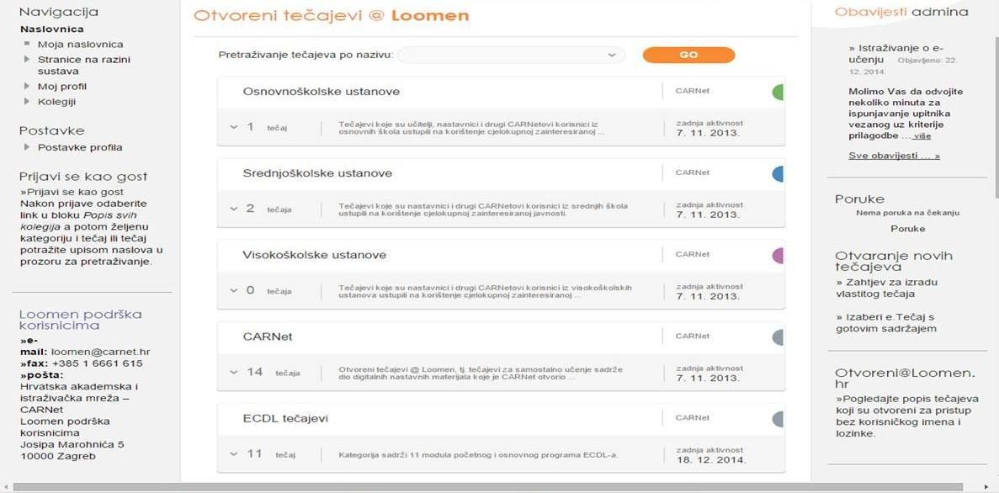 Navigacija
Naslovnica
Moja naslovnica
Stranice na razini
sustava
Moj profil
Kolegiji
Postavke
Postavke profila
Prijavi se kao gost
»Prijavi se kao gost
Nakon prijave odaberite
link u bloku Popis svih
kolegija a potom željenu
kategoriju i tečaj ili tečaj
potražite upisom naslova u
prozoru za pretraživanje.
Loomen podrška
korisnicima
»e-
mail: loomen@carnet.hr
»fax: +385 1 6661 615
»pošta:
Hrvatska akademska i
istraživačka mreža –
CARNet
Loomen podrška
korisnicima
Josipa Marohnića 5
10000 Zagreb
Otvoreni tečajevi @ Loomen
Pretraživanje tečajeva po nazivu:
GO
Osnovnoškolske ustanove
CARNet
1 tečaj
Tečajevi koje su učitelji, nastavnici i drugi CARNetovi korisnici iz
osnovnih škola ustupili na korištenje cjelokupnoj zainteresiranoj ...
zadnja aktivnost
7. 11. 2013.
Srednjoškolske ustanove
CARNet
2 tečaja
Tečajevi koje su nastavnici i drugi CARNetovi korisnici iz srednjih škola
ustupili na korištenje cjelokupnoj zainteresiranoj javnosti.
zadnja aktivnost
7. 11. 2013.
Visokoškolske ustanove
CARNet
0 tečaja
Tečajevi koje su nastavnici i drugi CARNetovi korisnici iz visokoškolskih
ustanova ustupili na korištenje cjelokupnoj zainteresiranoj ...
zadnja aktivnost
7. 11. 2013.
CARNet
CARNet
14 tečaja
Otvoreni tečajevi @ Loomen, tj. tečajevi za samostalno učenje sadrže
dio digitalnih nastavnih materijala koje je CARNet otvorio ...
zadnja aktivnost
7. 11. 2013.
ECDL tečajevi
CARNet
11 tečaj
Kategorija sadrži 11 modula početnog i osnovnog programa ECDL-a.
zadnja aktivnost
18. 12. 2014.
Obavijesti admina
» Istraživanje o e-
učenju Objavljeno: 22.
12. 2014.
Molimo Vas da odvojite
nekoliko minuta za
ispunjavanje upitnika
vezanog uz kriterije
prilagodbe ... više
Sve obavijesti ... »
Poruke
Nema poruka na čekanju
Poruke
Otvaranje novih
tečajeva
» Zahtjev za izradu
vlastitog tečaja
» Izaberi e.Tečaj s
gotovim sadržajem
Otvoreni@Loomen.
hr
»Pogledajte popis tečajeva
koji su otvoreni za pristup
bez korisničkog imena i
lozinke.